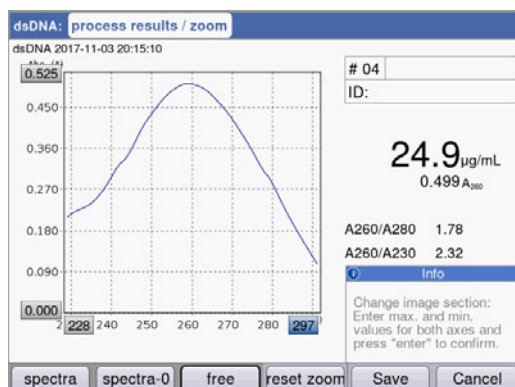 dsDNA: process results / zoom
dsDNA 2017-11-03 20:15:10
0.525
0.450
0.360
0.270
0.180
0.090
0.000
228 240 250 260 270 280 297
# 04
ID:
24.9 µg/mL
0.499 A260
A260/A280 1.78
A260/A230 2.32
Info
Change image section:
Enter max. and min.
values for both axes and
press "enter" to confirm.
spectra spectra-0 free reset zoom Save Cancel